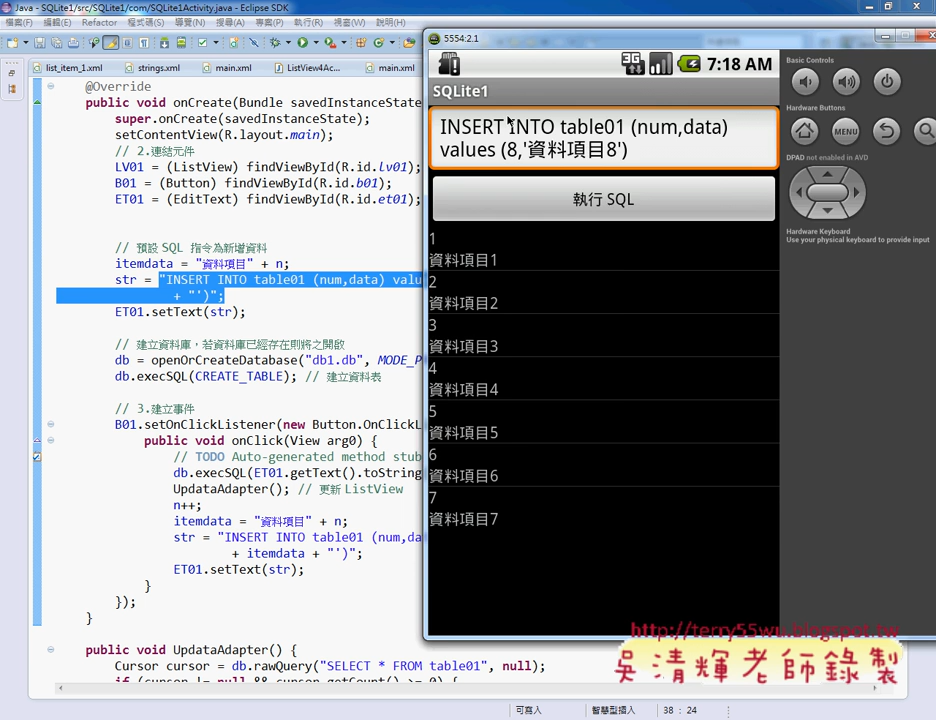 Java - SQLite1/src/SQLite1/com/SQLite1Activity.java - Eclipse SDK
檔案(F) 編輯(E) Refactor 程式碼(S) 導覽(N) 搜尋(A) 專案(P) 執行(R) 視窗(W) 說明(H)
list_item_1.xml strings.xml main.xml ListView4Ac... main.xml
@Override
public void onCreate(Bundle savedInstanceState
super.onCreate(savedInstanceState);
setContentView(R.layout.main);
// 2.連結元件
LV01 = (ListView) findViewById(R.id.lv01);
B01 = (Button) findViewById(R.id.b01);
ET01 = (EditText) findViewById(R.id.et01);
// 預設 SQL 指令為新增資料
itemdata = "資料項目" + n;
str = "INSERT INTO table01 (num,data) valu
+ "')";
ET01.setText(str);
// 建立資料庫，若資料庫已經存在則將之開啟
db = openOrCreateDatabase("db1.db", MODE_P
db.execSQL(CREATE_TABLE); // 建立資料表
// 3.建立事件
B01.setOnClickListener(new Button.OnClickL
public void onClick(View arg0) {
// TODO Auto-generated method stub
db.execSQL(ET01.getText().toString
UpdataAdapter(); // 更新 ListView
n++;
itemdata = "資料項目" + n;
str = "INSERT INTO table01 (num,da
+ itemdata + "')";
ET01.setText(str);
}
});
}
public void UpdataAdapter() {
Cursor cursor = db.rawQuery("SELECT * FROM table01", null);
if (cursor != null && cursor.getCount() >= 0) {
可寫入 智慧型插入 38 : 24
5554:2.1
3G 7:18 AM
SQLite1
INSERT INTO table01 (num,data)
values (8,'資料項目8')
執行 SQL
1
資料項目1
2
資料項目2
3
資料項目3
4
資料項目4
5
資料項目5
6
資料項目6
7
資料項目7
Basic Controls
Hardware Buttons
MENU
DPAD not enabled in AVD
Hardware Keyboard
Use your physical keyboard to provide input
http://terry55wu.blogspot.tw
吳清輝老師錄製